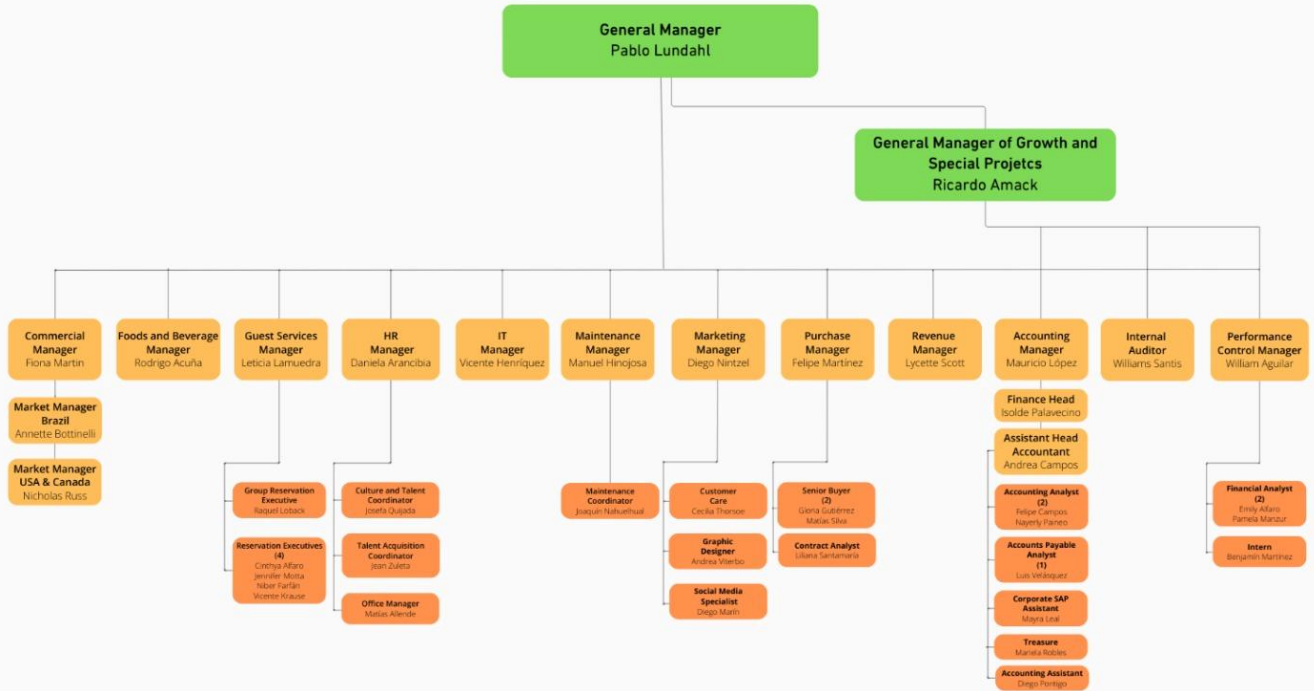 General Manager
Pablo Lundahl
General Manager of Growth and
Special Projetcs
Ricardo Amack
Commercial
Manager
Fiona Martin
Foods and Beverage
Manager
Rodrigo Acuña
Guest Services
Manager
Leticia Lamuedra
HR
Manager
Daniela Arancibia
IT
Manager
Vicente Henríquez
Maintenance
Manager
Manuel Hinojosa
Marketing
Manager
Diego Nintzel
Purchase
Manager
Felipe Martínez
Revenue
Manager
Lycette Scott
Accounting
Manager
Mauricio López
Internal
Auditor
Williams Santis
Performance
Control Manager
William Aguilar
Market Manager
Brazil
Annette Bottinelli
Market Manager
USA & Canada
Nicholas Russ
Group Reservation
Executive
Raquel Loback
Reservation Executives
(4)
Cinthya Alfaro
Jennifer Motta
Niber Farfán
Vicente Krause
Culture and Talent
Coordinator
Josefa Quijada
Talent Acquisition
Coordinator
Jean Zuleta
Office Manager
Matías Allende
Maintenance
Coordinator
Joaquín Nahuelhual
Customer
Care
Cecilia Thorson
Graphic
Designer
Andrea Viterbo
Social Media
Specialist
Diego Marín
Senior Buyer
(2)
Gloria Gubérrez
Matías Silva
Contract Analyst
Liliana Santamaría
Finance Head
Isolde Palavecino
Assistant Head
Accountant
Andrea Campos
Accounting Analyst
(2)
Felipe Campos
Nayerly Paineo
Accounts Payable
Analyst
(1)
Luis Velásquez
Corporate SAP
Assistant
Mayra Leal
Treasure
Mariela Robles
Accounting Assistant
Diego Pontigo
Financial Analyst
(2)
Emily Alfaro
Pamela Manzur
Intern
Benjamín Martínez